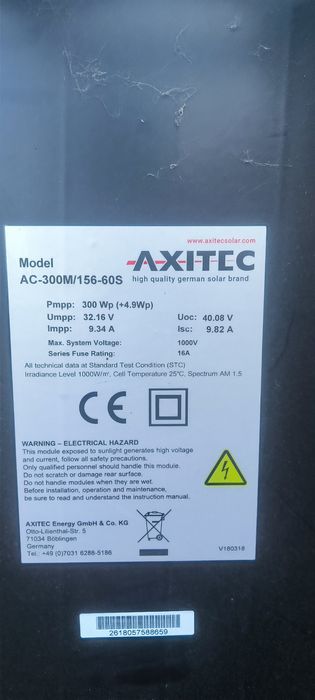 www.axitecsolar.com
AXITEC
high quality german solar brand
Model
AC-300M/156-60S
Pmpp: 300 Wp (+4.9Wp)
Umpp: 32.16 V Uoc: 40.08 V
Impp: 9.34 A Isc: 9.82 A
Max. System Voltage: 1000V
Series Fuse Rating: 16A
All technical data at Standard Test Condition (STC)
Irradiance Level 1000W/m², Cell Temperature 25°C, Spectrum AM 1.5
CE
WARNING – ELECTRICAL HAZARD
This module exposed to sunlight generates high voltage
and current, follow all safety precautions.
Only qualified personnel should handle this module.
Do not scratch or damage rear surface.
Do not handle modules when they are wet.
Before installation, operation and maintenance,
be sure to read and understand the instruction manual.
AXITEC Energy GmbH & Co. KG
Otto-Lilienthal-Str. 5
71034 Böblingen
Germany
Tel.: +49 (0)7031 6288-5186
V180318
2618057588659